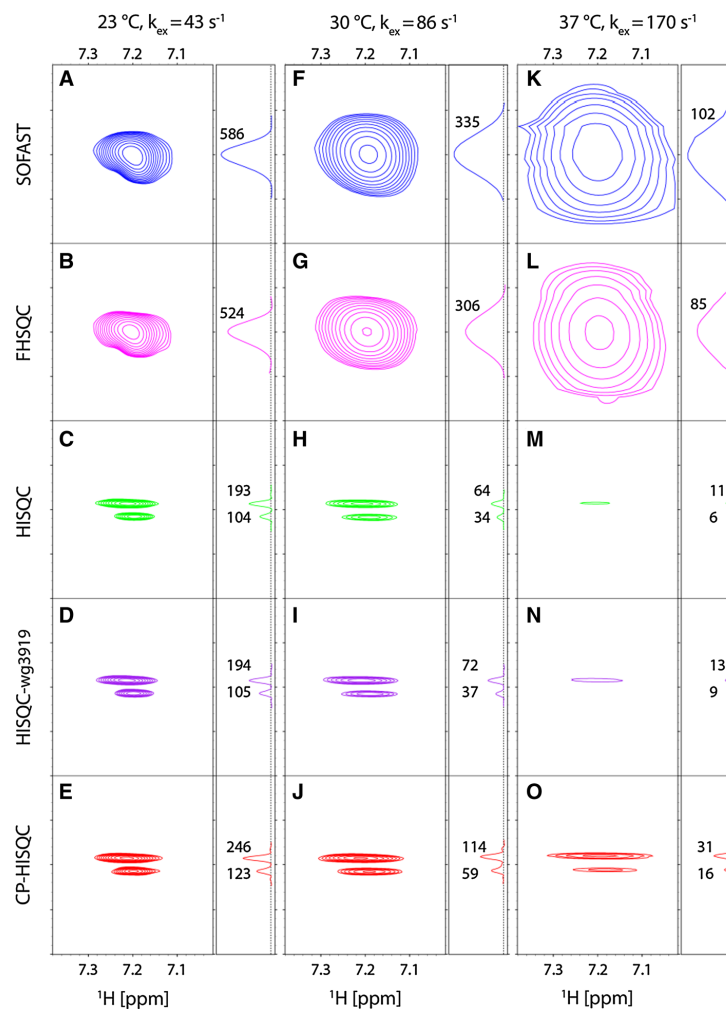 23 °C, kex = 43 s-1 30 °C, kex = 86 s-1 37 °C, kex = 170 s-1
7.3 7.2 7.1 7.3 7.2 7.1 7.3 7.2 7.1
SOFAST
A 586 F 335 K 102
FHSQC
B 524 G 306 L 85
HISQC
C H M
193 64 11
104 34 6
HISQC-wg3919
D I N
194 72 13
105 37 9
CP-HISQC
E J O
246 114 31
123 59 16
7.3 7.2 7.1 7.3 7.2 7.1 7.3 7.2 7.1
1H [ppm] 1H [ppm] 1H [ppm]